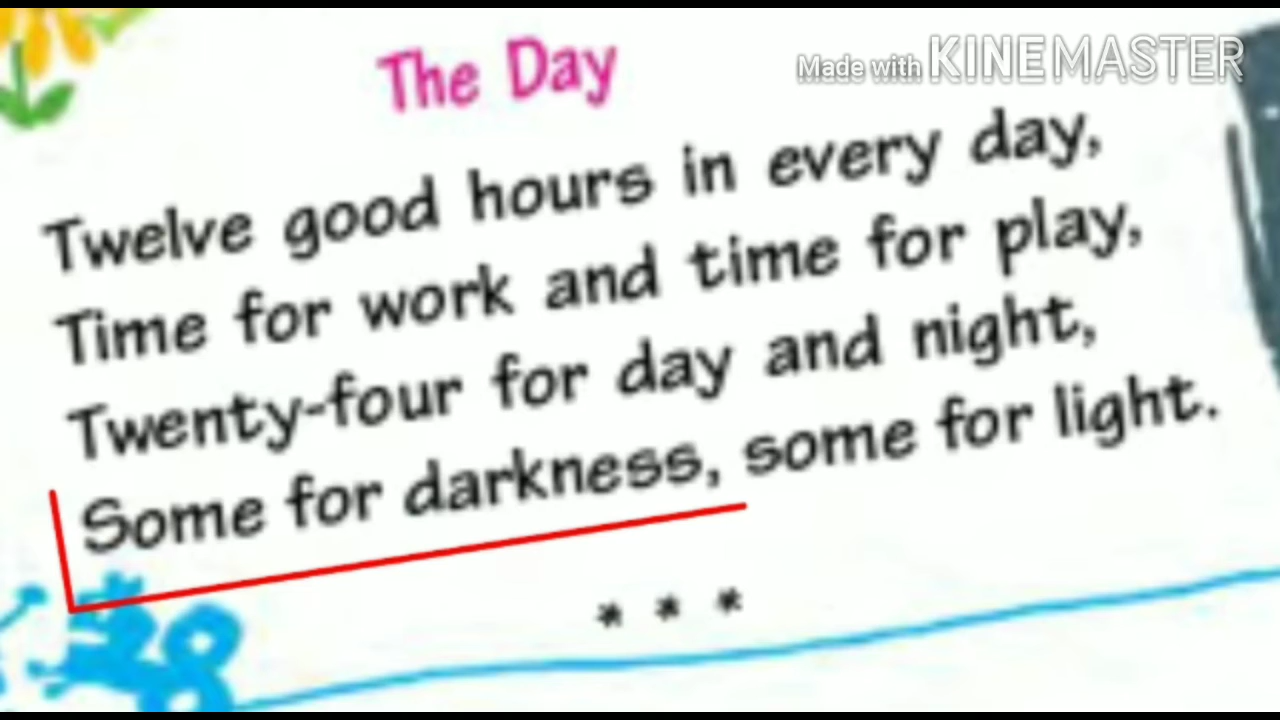 The Day
Made with KINEMASTER
Twelve good hours in every day,
Time for work and time for play,
Twenty-four for day and night,
Some for darkness, some for light.
* * *